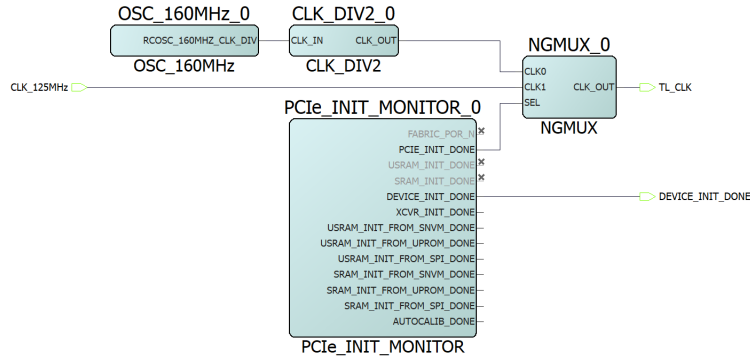 OSC_160MHz_0
RCOSC_160MHZ_CLK_DIV
OSC_160MHz
CLK_DIV2_0
CLK_IN CLK_OUT
CLK_DIV2
NGMUX_0
CLK0
CLK1 CLK_OUT
SEL
NGMUX
CLK_125MHz
TL_CLK
PCIe_INIT_MONITOR_0
FABRIC_POR_N
PCIE_INIT_DONE
USRAM_INIT_DONE
SRAM_INIT_DONE
DEVICE_INIT_DONE
XCVR_INIT_DONE
USRAM_INIT_FROM_SNVM_DONE
USRAM_INIT_FROM_UPROM_DONE
USRAM_INIT_FROM_SPI_DONE
SRAM_INIT_FROM_SNVM_DONE
SRAM_INIT_FROM_UPROM_DONE
SRAM_INIT_FROM_SPI_DONE
AUTOCALIB_DONE
PCIe_INIT_MONITOR
DEVICE_INIT_DONE